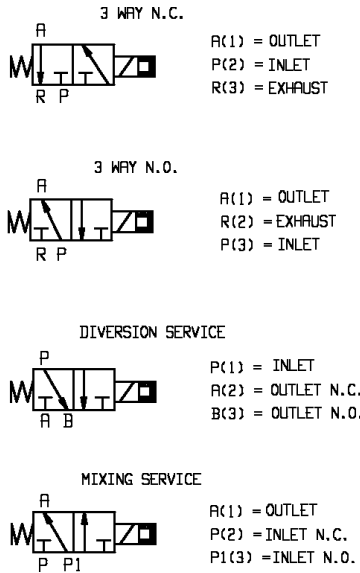 3 WAY N.C.
A
R P
A(1) = OUTLET
P(2) = INLET
R(3) = EXHAUST
3 WAY N.O.
A
R P
A(1) = OUTLET
R(2) = EXHAUST
P(3) = INLET
DIVERSION SERVICE
P
A B
P(1) = INLET
A(2) = OUTLET N.C.
B(3) = OUTLET N.O.
MIXING SERVICE
A
P P1
A(1) = OUTLET
P(2) = INLET N.C.
P1(3) = INLET N.O.